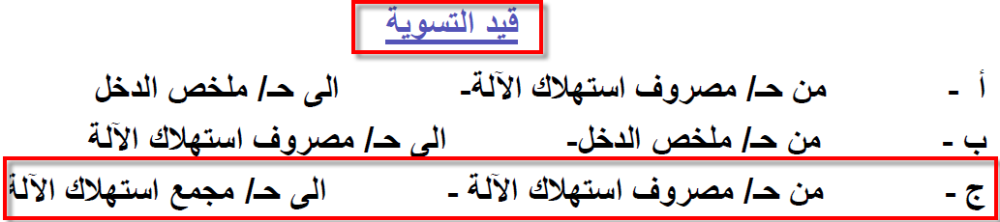 قيد التسوية
أ - من حـ/ مصروف استهلاك الآلة- الى حـ/ ملخص الدخل
ب - من حـ/ ملخص الدخل- الى حـ/ مصروف استهلاك الآلة
ج - من حـ/ مصروف استهلاك الآلة - الى حـ/ مجمع استهلاك الآلة